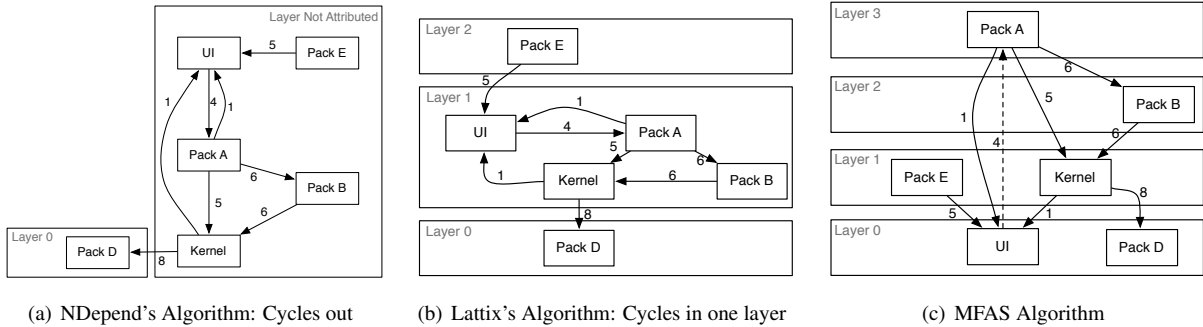 Layer Not Attributed
UI
5
Pack E
1
4
1
Pack A
6
Pack B
5
6
Layer 0
Pack D
8
Kernel
(a) NDepend's Algorithm: Cycles out
Layer 2
Pack E
5
Layer 1
1
UI
4
Pack A
5
6
1
Kernel
6
Pack B
8
Layer 0
Pack D
(b) Lattix's Algorithm: Cycles in one layer
Layer 3
Pack A
6
Layer 2
1
5
Pack B
4
6
Layer 1
Pack E
Kernel
5
1
8
Layer 0
UI
Pack D
(c) MFAS Algorithm